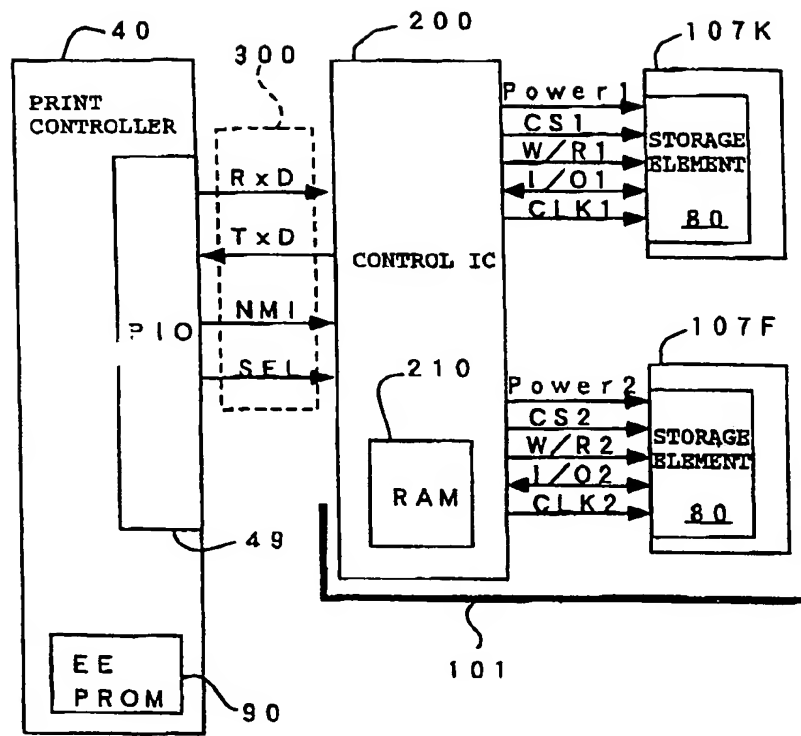 40
200
107K
300
PRINT
CONTROLLER
Power1
CS1
W/R1
I/O1
CLK1
STORAGE
ELEMENT
80
RxD
TxD
NMI
SEL
PIO
CONTROL IC
107F
210
Power2
CS2
W/R2
I/O2
CLK2
STORAGE
ELEMENT
80
RAM
49
101
EE
PROM
90